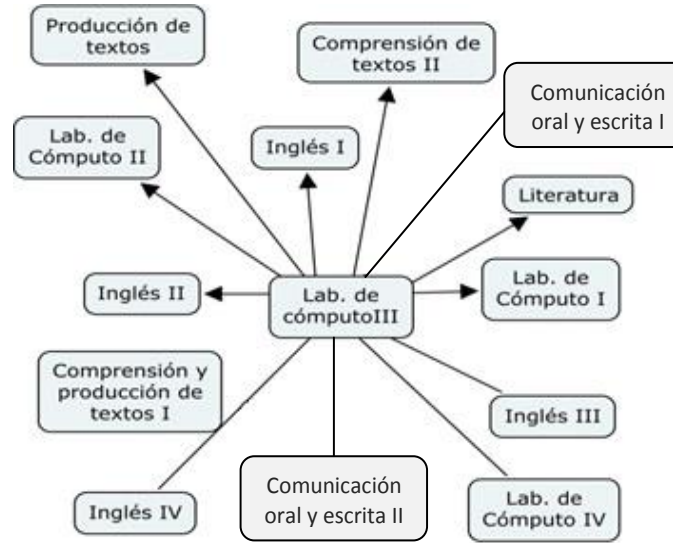 Producción de
textos
Comprensión de
textos II
Comunicación
oral y escrita I
Lab. de
Cómputo II
Inglés I
Literatura
Inglés II
Lab. de
cómputoIII
Lab. de
Cómputo I
Comprensión y
producción de
textos I
Inglés III
Inglés IV
Comunicación
oral y escrita II
Lab. de
Cómputo IV